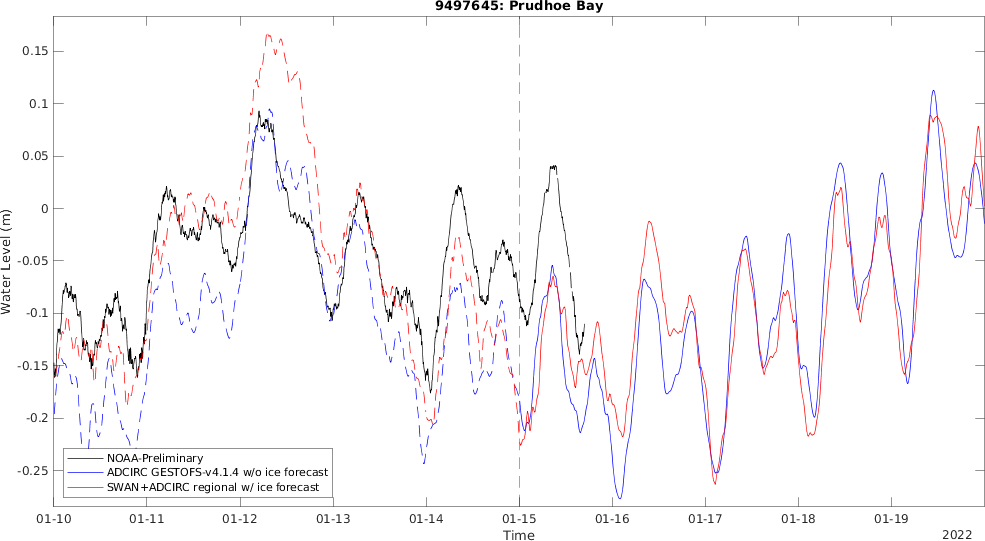 9497645: Prudhoe Bay
0.15
0.1
0.05
0
-0.05
-0.1
-0.15
-0.2
-0.25
Water Level (m)
NOAA-Preliminary
ADCIRC GESTOFS-v4.1.4 w/o ice forecast
SWAN+ADCIRC regional w/ ice forecast
01-10 01-11 01-12 01-13 01-14 01-15 01-16 01-17 01-18 01-19
Time
2022